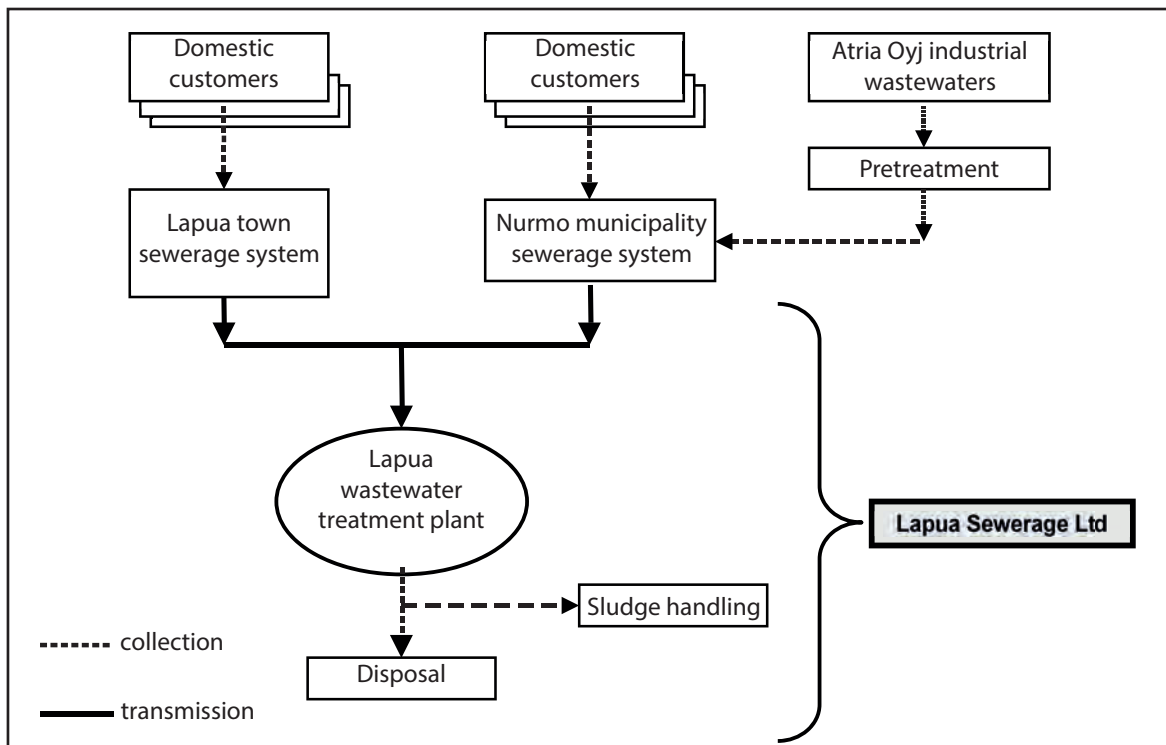 Domestic
customers
Domestic
customers
Atria Oyj industrial
wastewaters
Pretreatment
Lapua town
sewerage system
Nurmo municipality
sewerage system
Lapua
wastewater
treatment plant
Lapua Sewerage Ltd
Sludge handling
Disposal
collection
transmission